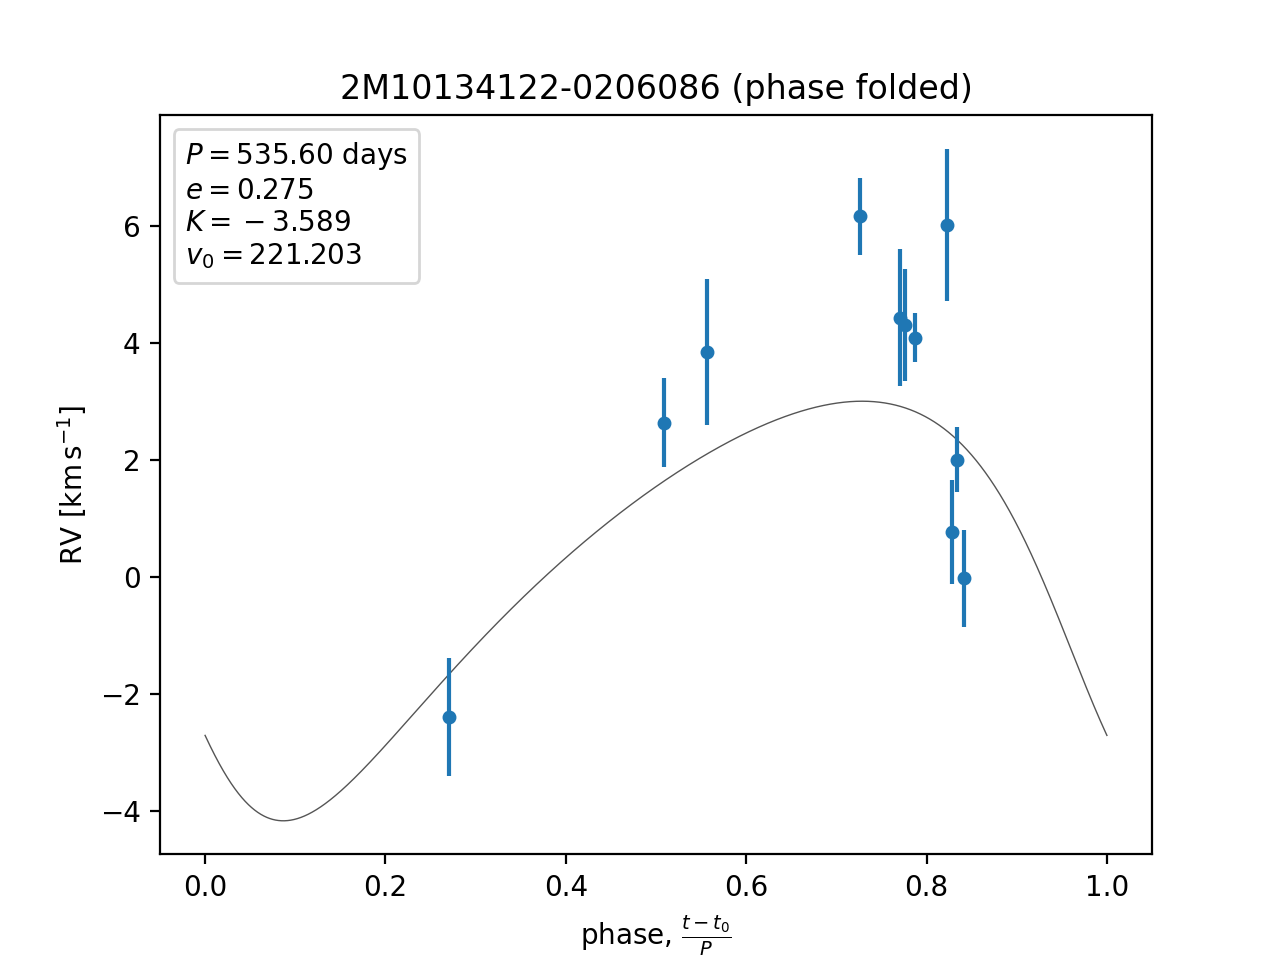 2M10134122-0206086 (phase folded)
P = 535.60 days
e = 0.275
K = −3.589
v₀ = 221.203
6
4
2
0
−2
−4
RV [km s⁻¹]
0.0 0.2 0.4 0.6 0.8 1.0
phase, (t − t₀)/P